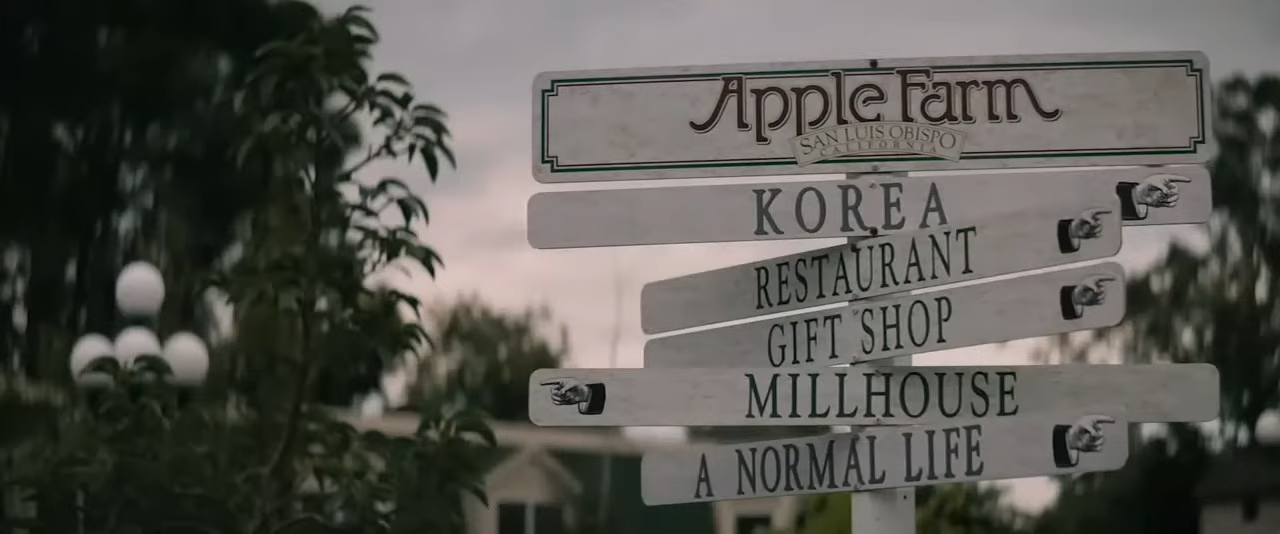 Apple Farm
SAN LUIS OBISPO
CALIFORNIA
KOREA
RESTAURANT
GIFT SHOP
MILLHOUSE
A NORMAL LIFE